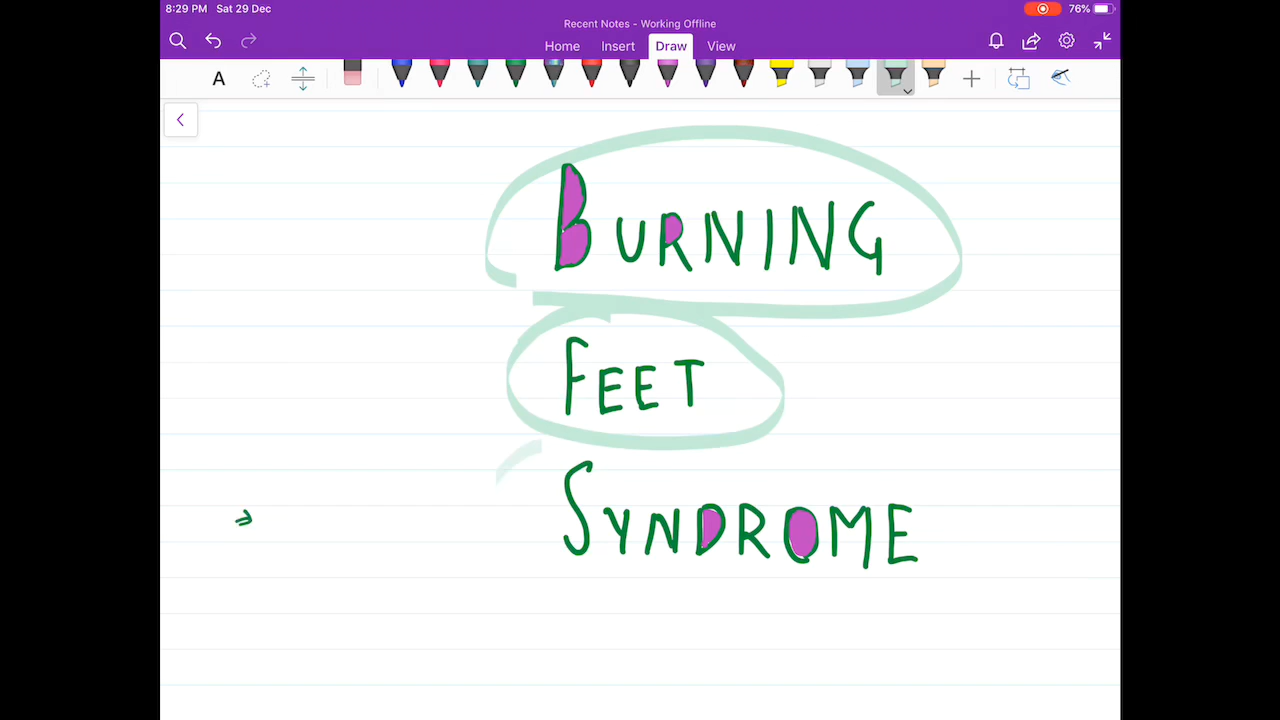 8:29 PM Sat 29 Dec 76%
Recent Notes - Working Offline
Home Insert Draw View
A
BURNING
FEET
SYNDROME